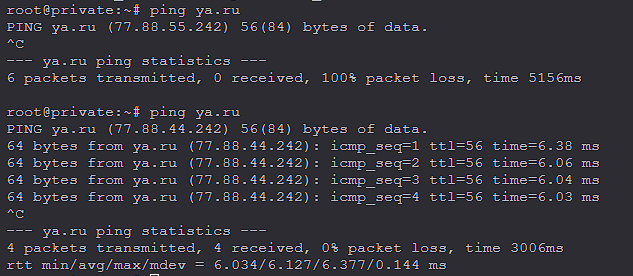 root@private:~# ping ya.ru
PING ya.ru (77.88.55.242) 56(84) bytes of data.
^C
--- ya.ru ping statistics ---
6 packets transmitted, 0 received, 100% packet loss, time 5156ms
root@private:~# ping ya.ru
PING ya.ru (77.88.44.242) 56(84) bytes of data.
64 bytes from ya.ru (77.88.44.242): icmp_seq=1 ttl=56 time=6.38 ms
64 bytes from ya.ru (77.88.44.242): icmp_seq=2 ttl=56 time=6.06 ms
64 bytes from ya.ru (77.88.44.242): icmp_seq=3 ttl=56 time=6.04 ms
64 bytes from ya.ru (77.88.44.242): icmp_seq=4 ttl=56 time=6.03 ms
^C
--- ya.ru ping statistics ---
4 packets transmitted, 4 received, 0% packet loss, time 3006ms
rtt min/avg/max/mdev = 6.034/6.127/6.377/0.144 ms